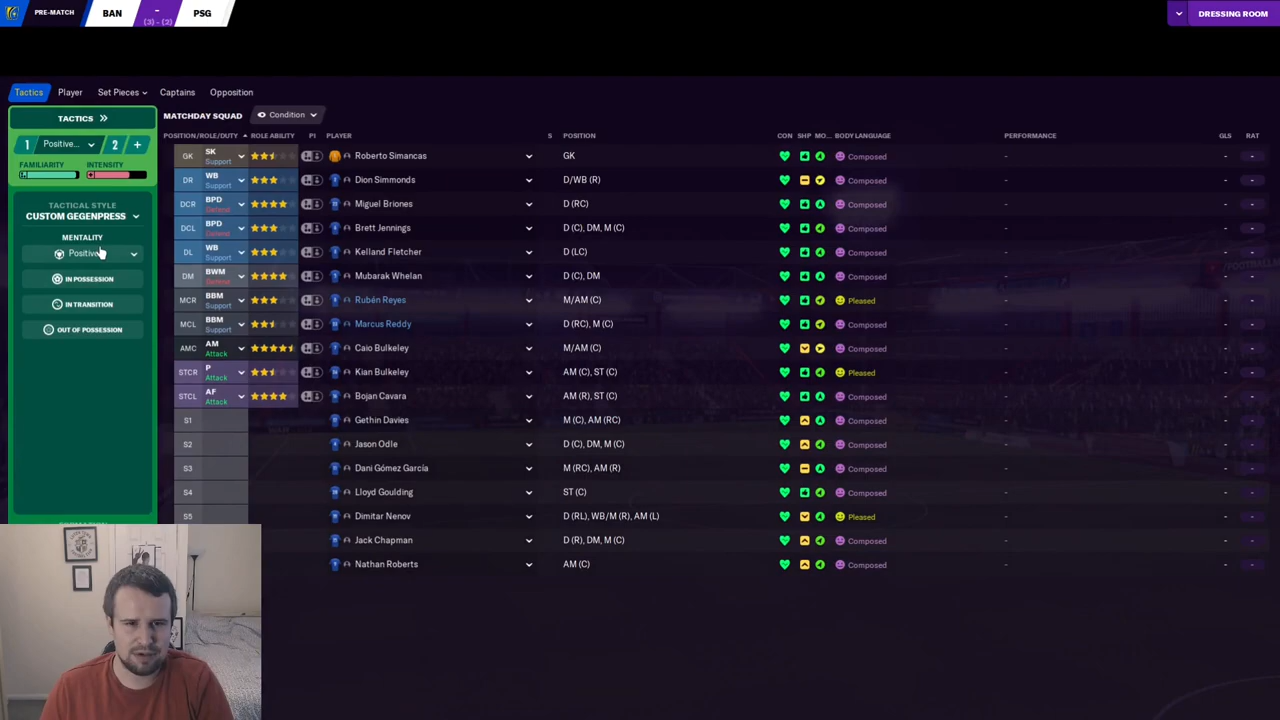 PRE-MATCH BAN - (3) - (2) PSG DRESSING ROOM
Tactics Player Set Pieces Captains Opposition
TACTICS
1 Positive... 2 +
FAMILIARITY INTENSITY
TACTICAL STYLE
CUSTOM GEGENPRESS
MENTALITY
Positive
IN POSSESSION
IN TRANSITION
OUT OF POSSESSION
MATCHDAY SQUAD Condition
POSITION/ROLE/DUTY ROLE ABILITY PI PLAYER S POSITION CON SHP MO... BODY LANGUAGE PERFORMANCE GLS RAT
GK SK Support Roberto Simancas GK Composed - - -
DR WB Support Dion Simmonds D/WB (R) Composed - - -
DCR BPD Defend Miguel Briones D (RC) Composed - - -
DCL BPD Defend Brett Jennings D (C), DM, M (C) Composed - - -
DL WB Support Kelland Fletcher D (LC) Composed - - -
DM BWM Defend Mubarak Whelan D (C), DM Composed - - -
MCR BBM Support Rubén Reyes M/AM (C) Pleased - - -
MCL BBM Support Marcus Reddy D (RC), M (C) Composed - - -
AMC AM Attack Caio Bulkeley M/AM (C) Composed - - -
STCR P Attack Kian Bulkeley AM (C), ST (C) Pleased - - -
STCL AF Attack Bojan Cavara AM (R), ST (C) Composed - - -
S1 Gethin Davies M (C), AM (RC) Composed - - -
S2 Jason Odle D (C), DM, M (C) Composed - - -
S3 Dani Gómez García M (RC), AM (R) Composed - - -
S4 Lloyd Goulding ST (C) Composed - - -
S5 Dimitar Nenov D (RL), WB/M (R), AM (L) Pleased - - -
Jack Chapman D (R), DM, M (C) Composed - - -
Nathan Roberts AM (C) Composed - - -